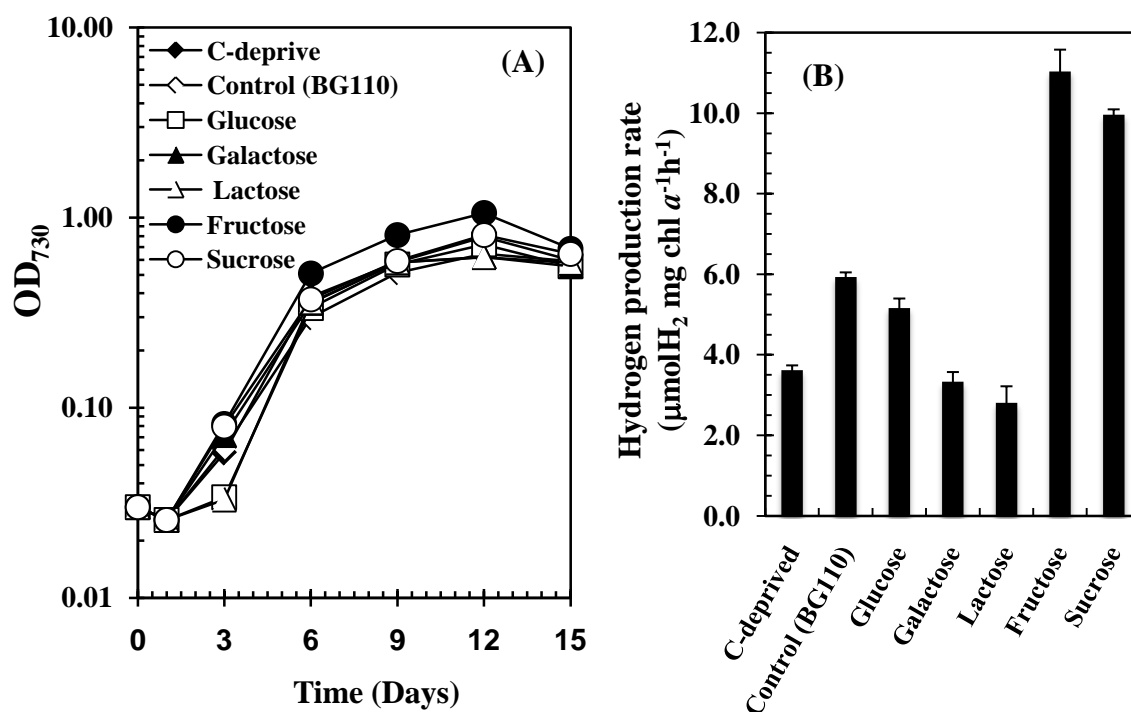 10.00
1.00
0.10
0.01
OD730
C-deprive
Control (BG110)
Glucose
Galactose
Lactose
Fructose
Sucrose
(A)
0 3 6 9 12 15
Time (Days)
12.0
10.0
8.0
6.0
4.0
2.0
0.0
Hydrogen production rate
(µmolH2 mg chl a-1h-1)
(B)
C-deprived
Control (BG110)
Glucose
Galactose
Lactose
Fructose
Sucrose